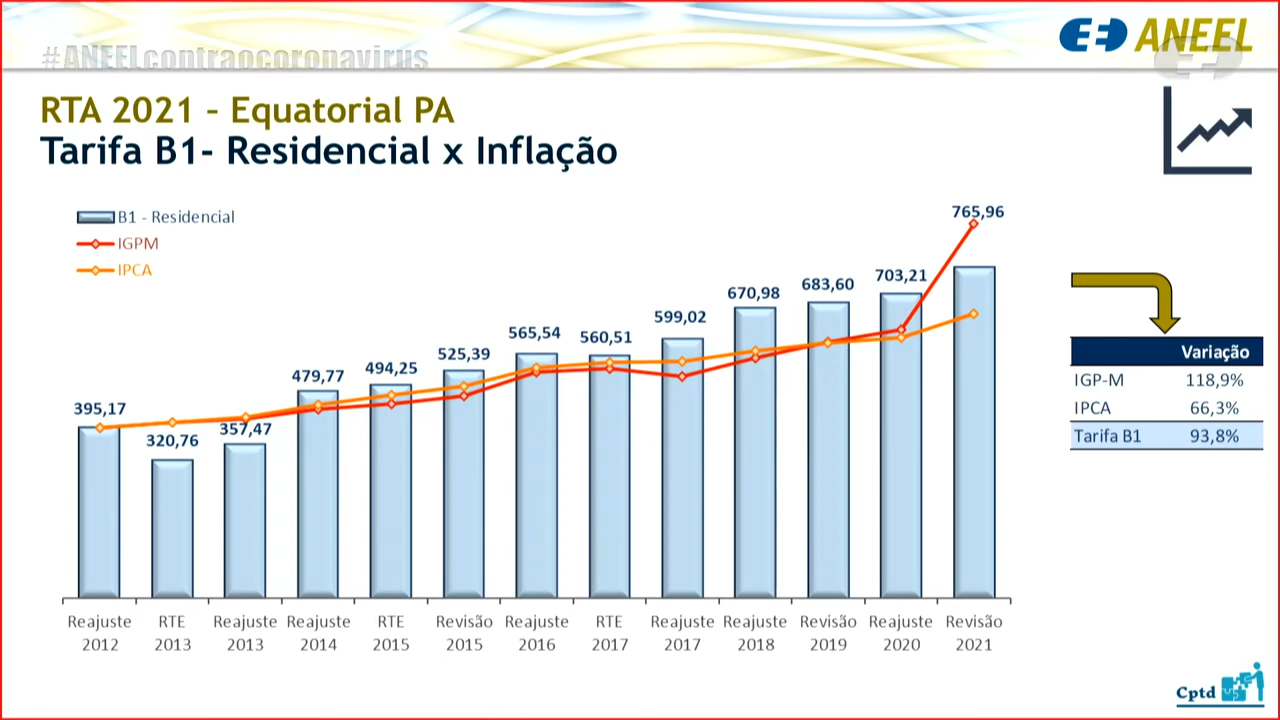 #ANEELcontraocoronavirus
ANEEL
RTA 2021 – Equatorial PA
Tarifa B1- Residencial x Inflação
B1 - Residencial
IGPM
IPCA
395,17
320,76
357,47
479,77
494,25
525,39
565,54
560,51
599,02
670,98
683,60
703,21
765,96
Reajuste 2012
RTE 2013
Reajuste 2013
Reajuste 2014
RTE 2015
Revisão 2015
Reajuste 2016
RTE 2017
Reajuste 2017
Reajuste 2018
Revisão 2019
Reajuste 2020
Revisão 2021
Variação
IGP-M 118,9%
IPCA 66,3%
Tarifa B1 93,8%
Cptd